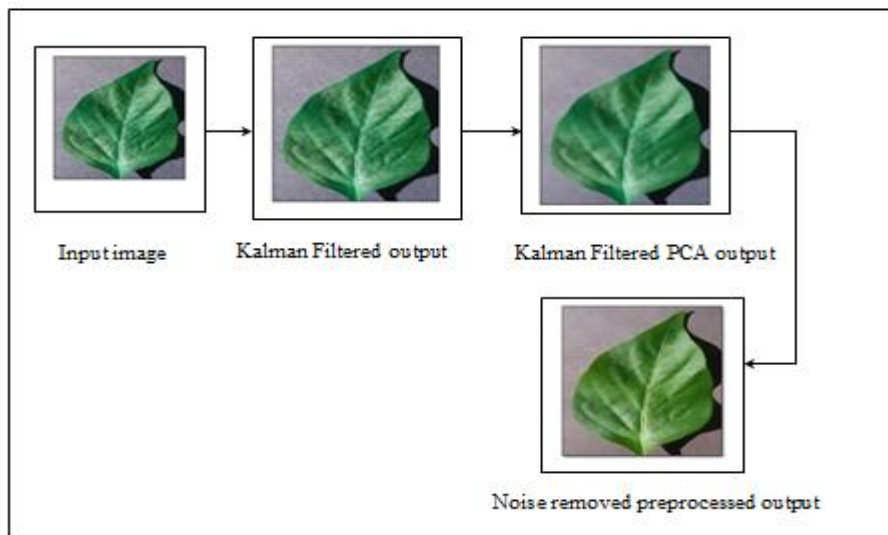 Input image
Kalman Filtered output
Kalman Filtered PCA output
Noise removed preprocessed output